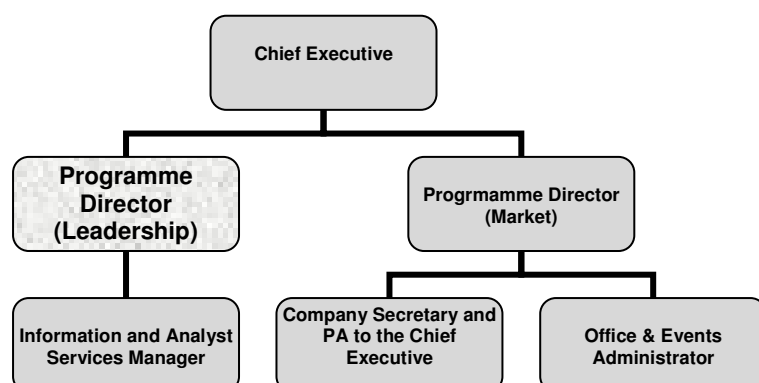 Chief Executive
Programme
Director
(Leadership)
Progrmamme Director
(Market)
Information and Analyst
Services Manager
Company Secretary and
PA to the Chief
Executive
Office & Events
Administrator